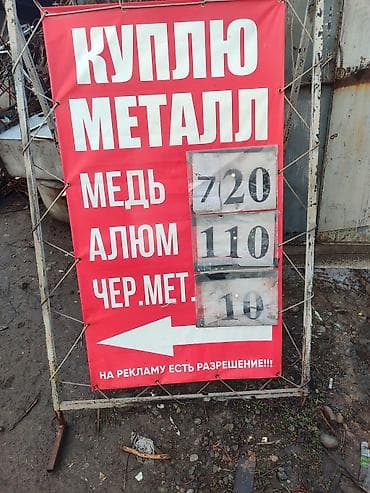 КУПЛЮ
МЕТАЛЛ
МЕДЬ 720
АЛЮМ 110
ЧЕР.МЕТ. 10
НА РЕКЛАМУ ЕСТЬ РАЗРЕШЕНИЕ!!!